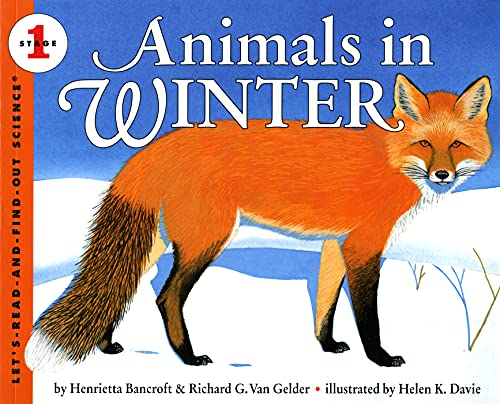 STAGE
1
Animals in
WINTER
LET'S-READ-AND-FIND-OUT SCIENCE®
by Henrietta Bancroft & Richard G. Van Gelder • illustrated by Helen K. Davie